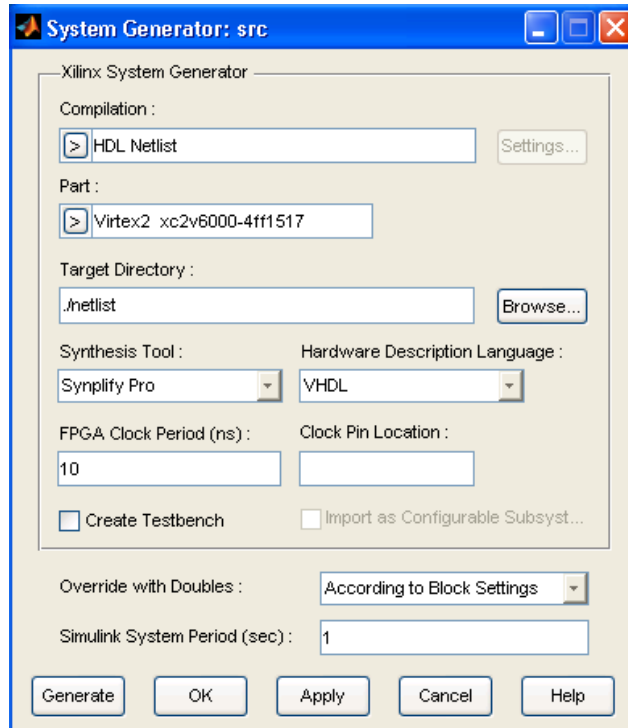 System Generator: src
Xilinx System Generator
Compilation :
> HDL Netlist
Settings...
Part :
> Virtex2 xc2v6000-4ff1517
Target Directory :
./netlist
Browse...
Synthesis Tool :
Hardware Description Language :
Synplify Pro
VHDL
FPGA Clock Period (ns) :
Clock Pin Location :
10
Create Testbench
Import as Configurable Subsyst...
Override with Doubles :
According to Block Settings
Simulink System Period (sec) :
1
Generate
OK
Apply
Cancel
Help